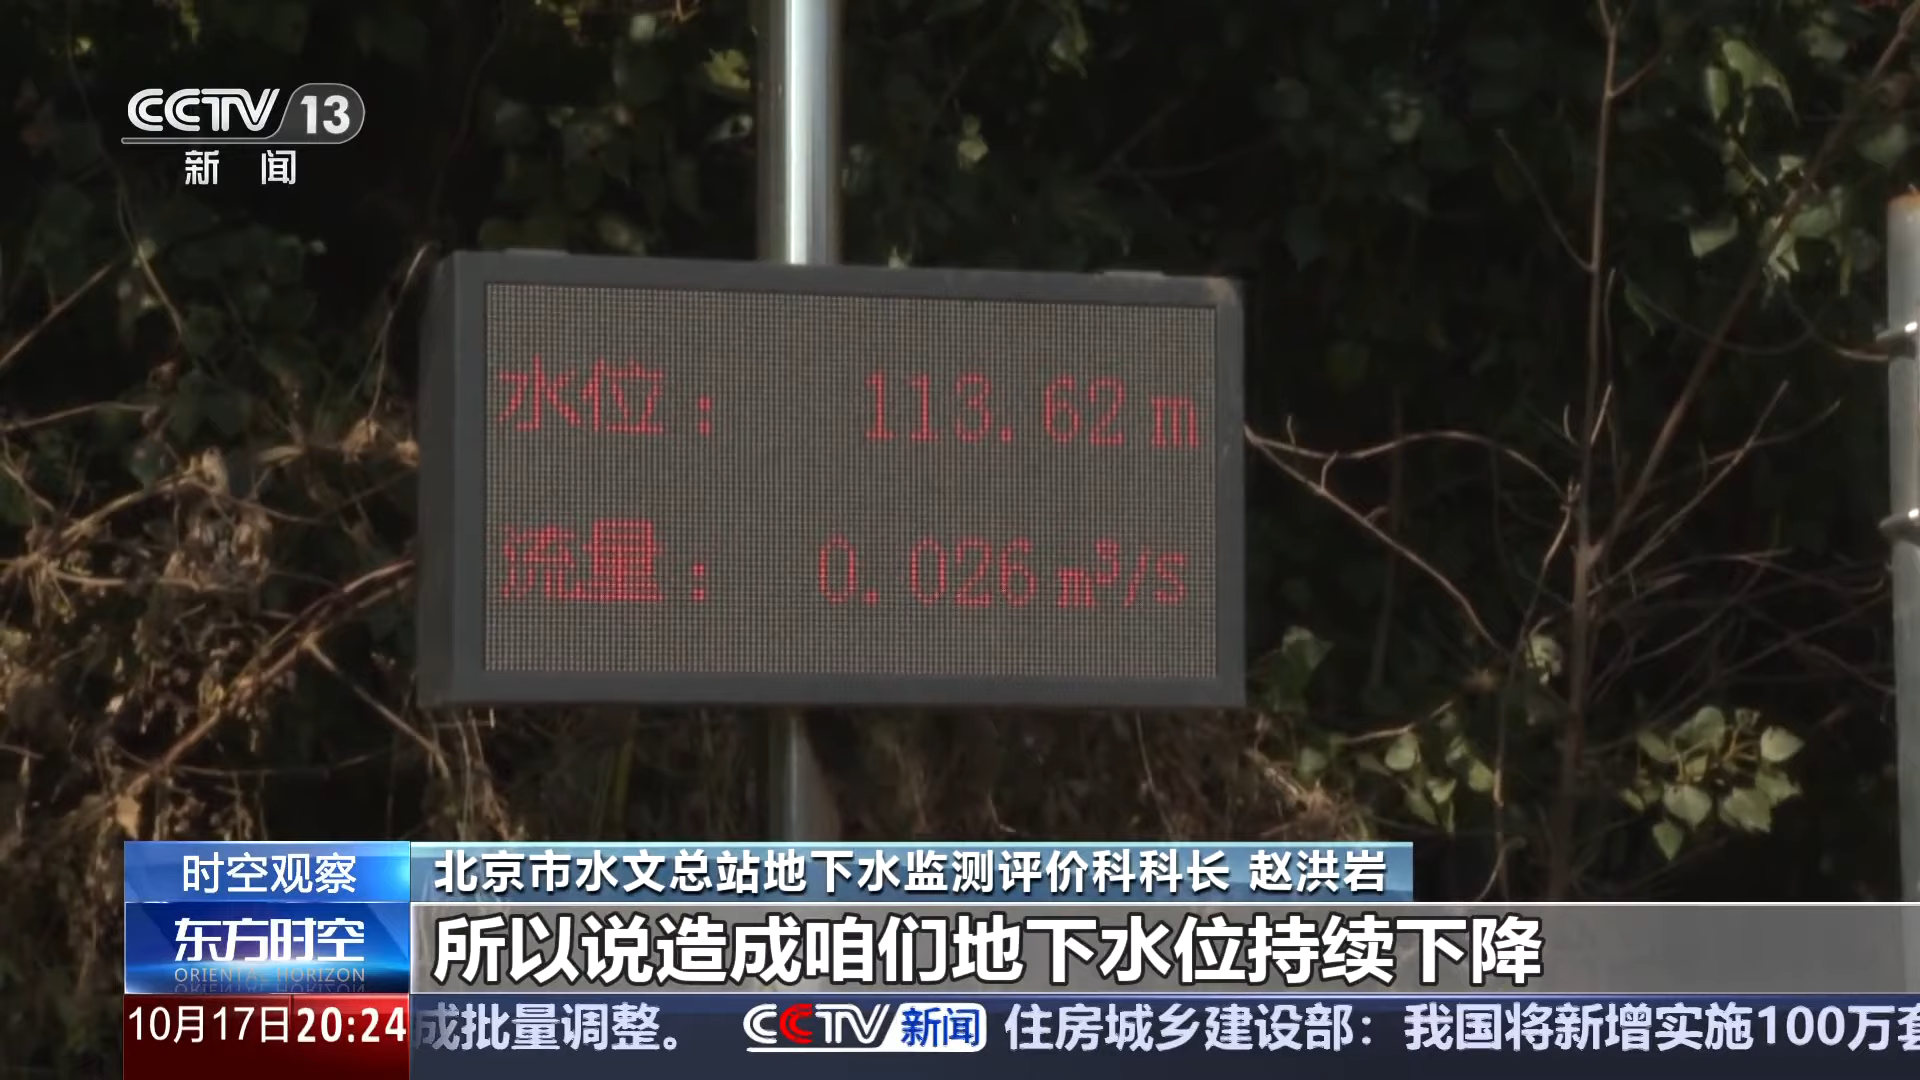 CCTV 13
新闻
水位： 113.62m
流量： 0.026m³/s
时空观察
北京市水文总站地下水监测评价科科长 赵洪岩
东方时空
ORIENTAL HORIZON
所以说造成咱们地下水位持续下降
10月17日20:24
成批量调整。 CCTV新闻 住房城乡建设部：我国将新增实施100万套